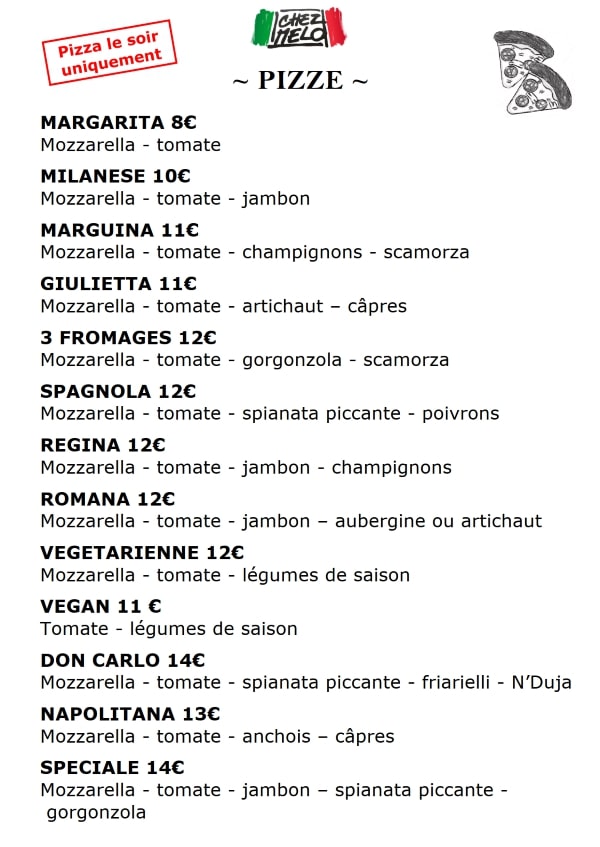 Pizza le soir
uniquement
CHEZ
MELO
~ PIZZE ~
MARGARITA 8€
Mozzarella - tomate
MILANESE 10€
Mozzarella - tomate - jambon
MARGUINA 11€
Mozzarella - tomate - champignons - scamorza
GIULIETTA 11€
Mozzarella - tomate - artichaut – câpres
3 FROMAGES 12€
Mozzarella - tomate - gorgonzola - scamorza
SPAGNOLA 12€
Mozzarella - tomate - spianata piccante - poivrons
REGINA 12€
Mozzarella - tomate - jambon - champignons
ROMANA 12€
Mozzarella - tomate - jambon – aubergine ou artichaut
VEGETARIENNE 12€
Mozzarella - tomate - légumes de saison
VEGAN 11 €
Tomate - légumes de saison
DON CARLO 14€
Mozzarella - tomate - spianata piccante - friarielli - N’Duja
NAPOLITANA 13€
Mozzarella - tomate - anchois – câpres
SPECIALE 14€
Mozzarella - tomate - jambon – spianata piccante -
gorgonzola